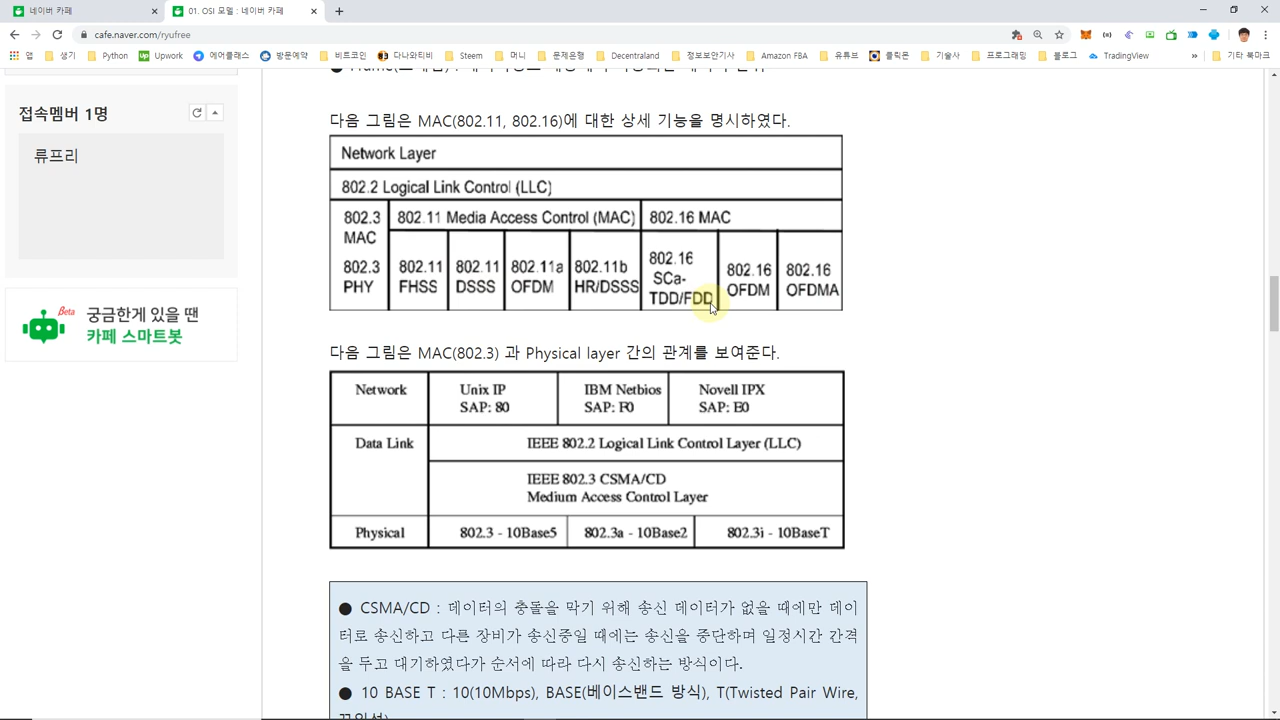 네이버 카페
01. OSI 모델 : 네이버 카페
cafe.naver.com/ryufree
앱 생기 Python Upwork 에어클래스 방문예약 비트코인 다나와티비 Steem 머니 문제은행 Decentraland 정보보안기사 Amazon FBA 유튜브 클릭몬 기술사 프로그래밍 블로그 TradingView » 기타 북마크
접속멤버 1명
류프리
Beta
궁금한게 있을 땐
카페 스마트봇
다음 그림은 MAC(802.11, 802.16)에 대한 상세 기능을 명시하였다.
Network Layer
802.2 Logical Link Control (LLC)
802.3 MAC
802.11 Media Access Control (MAC)
802.16 MAC
802.3 PHY
802.11 FHSS
802.11 DSSS
802.11a OFDM
802.11b HR/DSSS
802.16 SCa-TDD/FDD
802.16 OFDM
802.16 OFDMA
다음 그림은 MAC(802.3) 과 Physical layer 간의 관계를 보여준다.
Network
Unix IP SAP: 80
IBM Netbios SAP: F0
Novell IPX SAP: E0
Data Link
IEEE 802.2 Logical Link Control Layer (LLC)
IEEE 802.3 CSMA/CD
Medium Access Control Layer
Physical
802.3 - 10Base5
802.3a - 10Base2
802.3i - 10BaseT
● CSMA/CD : 데이터의 충돌을 막기 위해 송신 데이터가 없을 때에만 데이
터로 송신하고 다른 장비가 송신중일 때에는 송신을 중단하며 일정시간 간격
을 두고 대기하였다가 순서에 따라 다시 송신하는 방식이다.
● 10 BASE T : 10(10Mbps), BASE(베이스밴드 방식), T(Twisted Pair Wire,